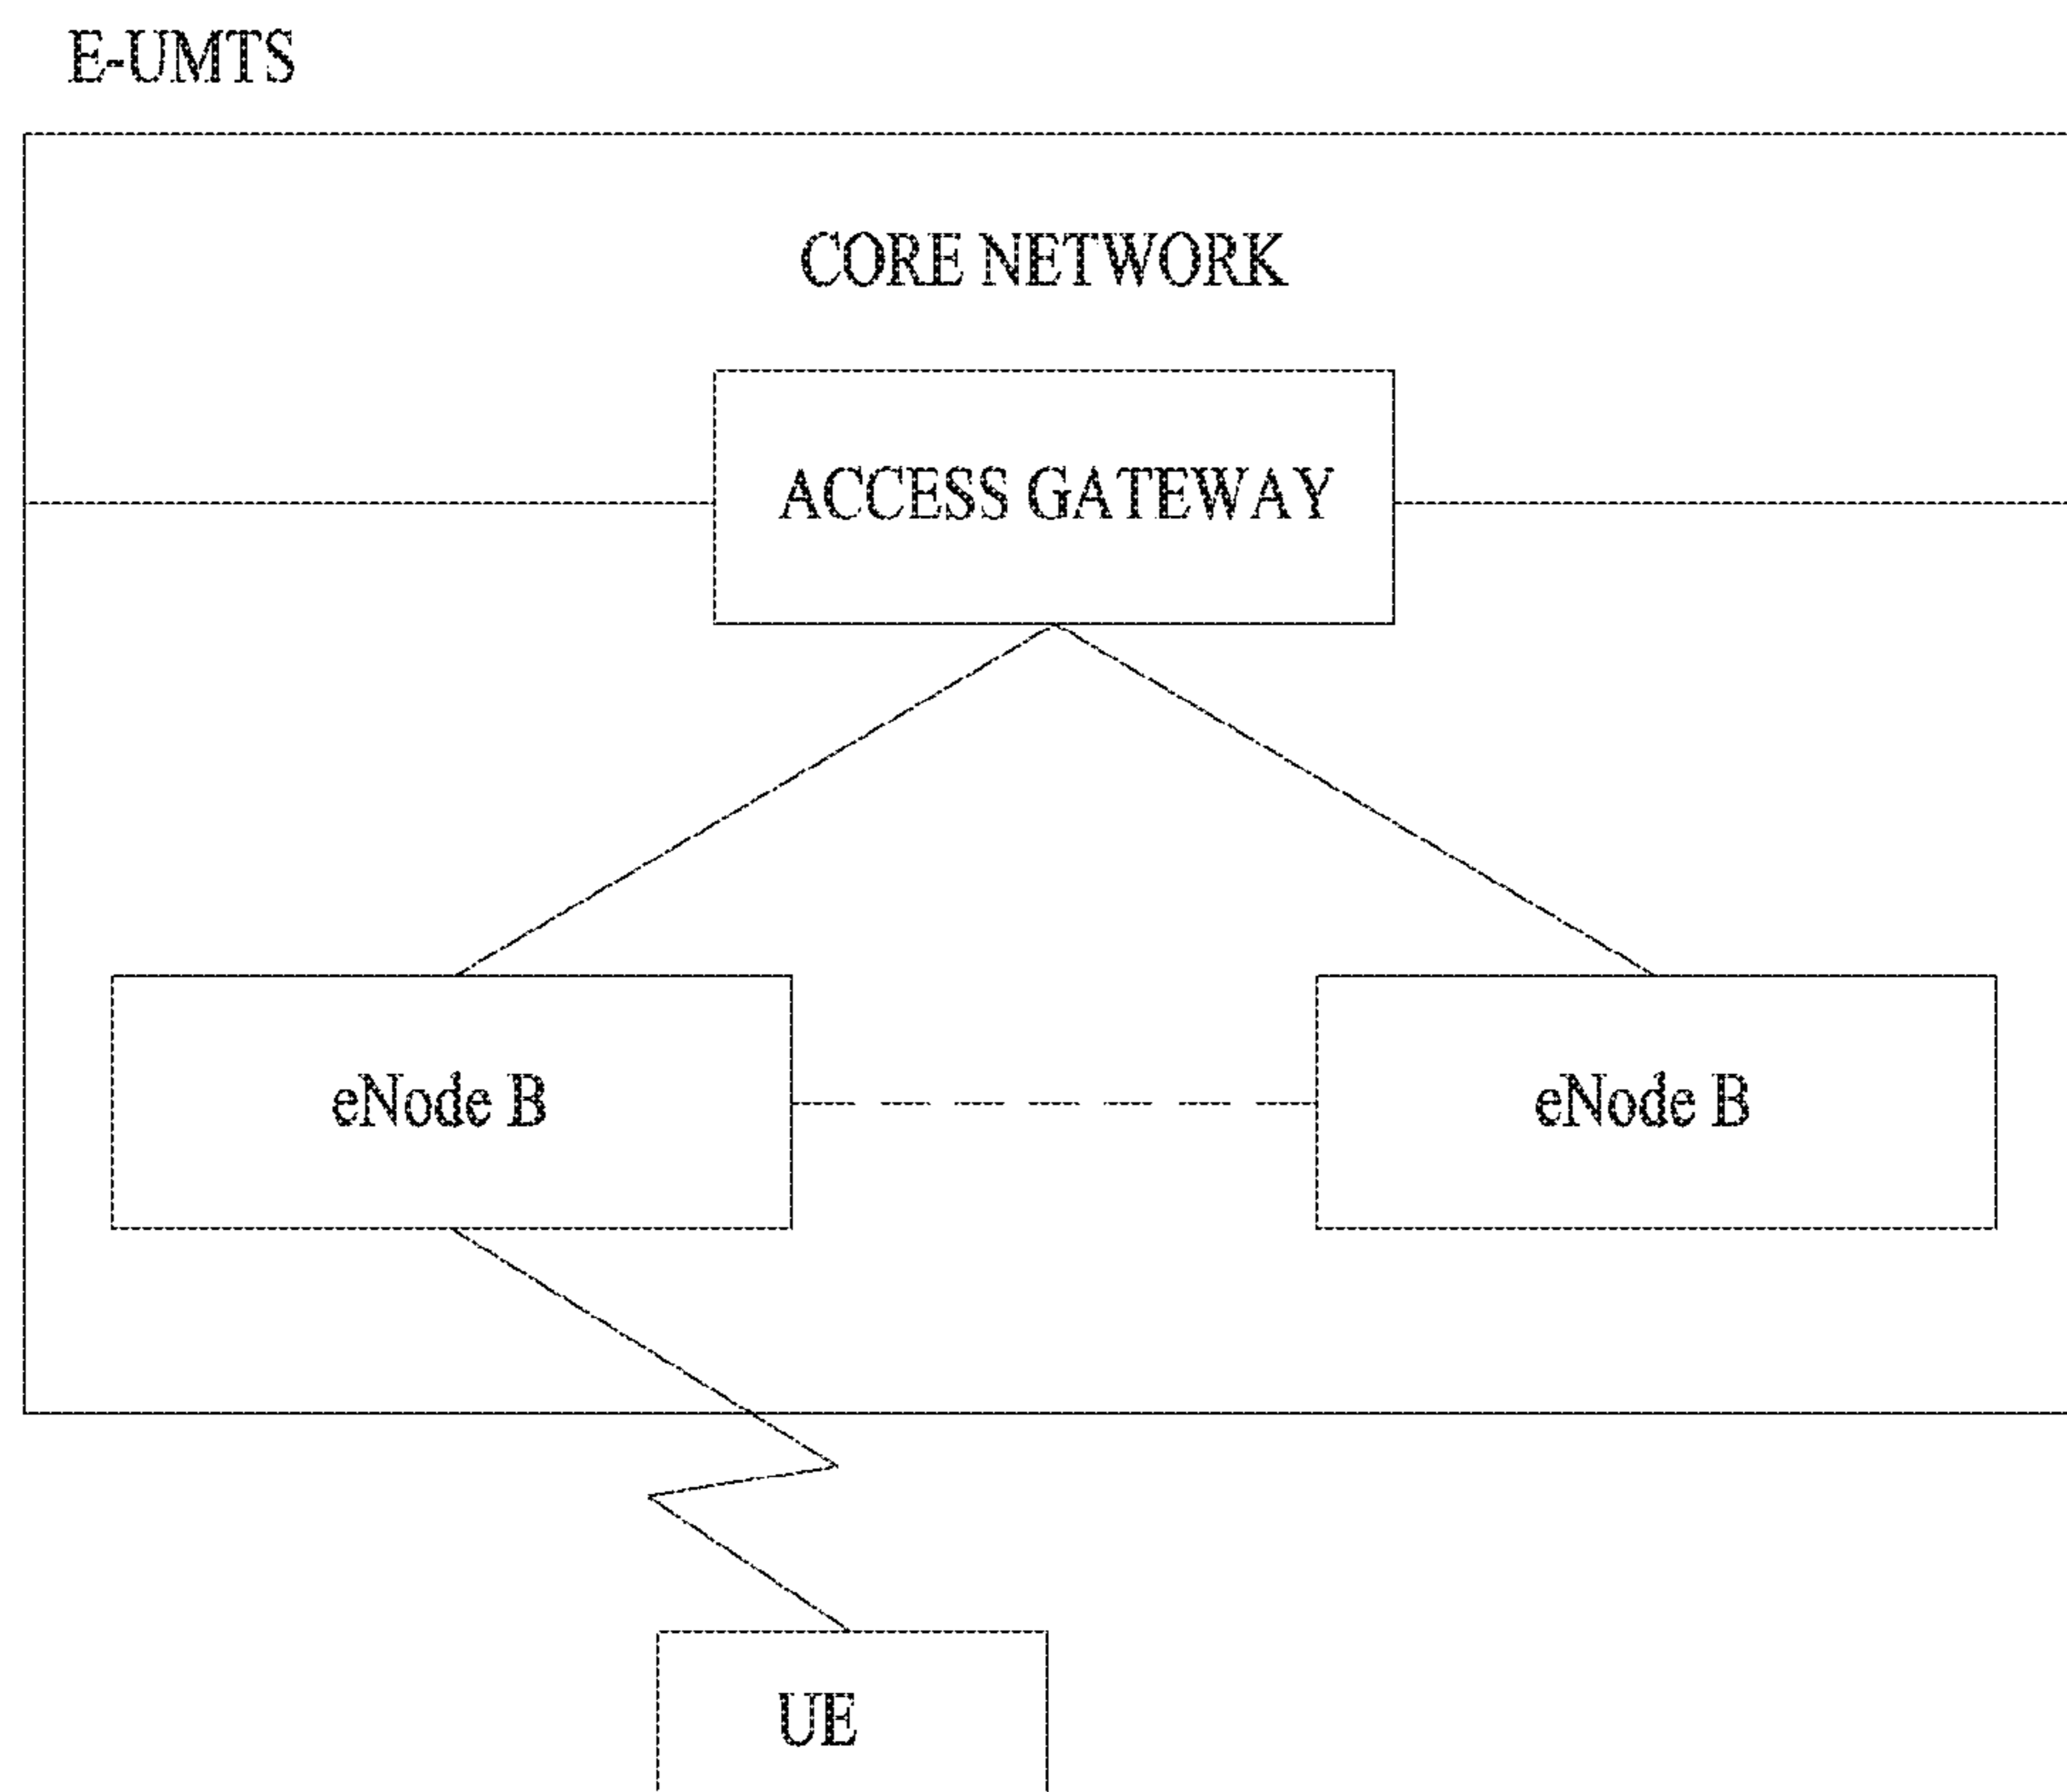 E-UMTS
CORE NETWORK
ACCESS GATEWAY
eNode B
eNode B
UE